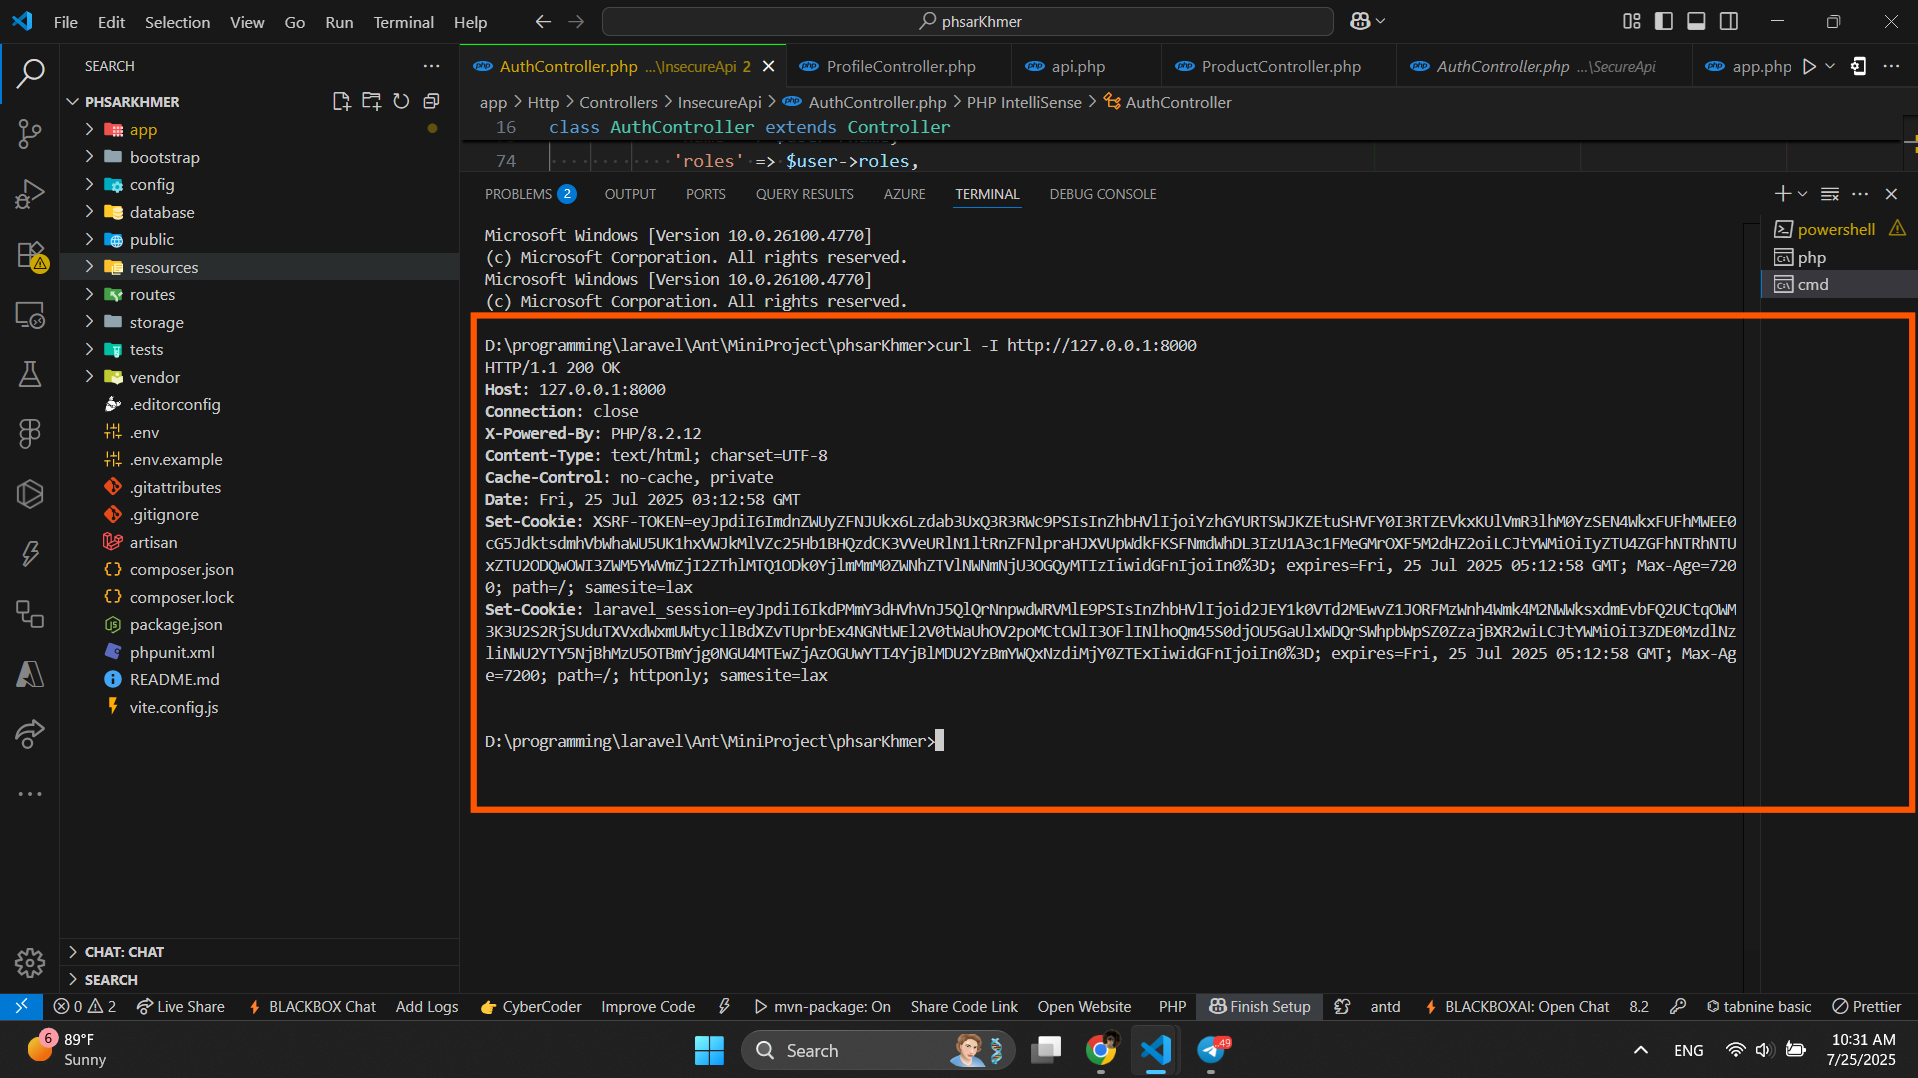 File Edit Selection View Go Run Terminal Help
phsarKhmer
SEARCH
PHSARKHMER
app
bootstrap
config
database
public
resources
routes
storage
tests
vendor
.editorconfig
.env
.env.example
.gitattributes
.gitignore
artisan
composer.json
composer.lock
package.json
phpunit.xml
README.md
vite.config.js
CHAT: CHAT
SEARCH
AuthController.php ...\InsecureApi 2 ProfileController.php api.php ProductController.php AuthController.php ...\SecureApi app.php
app > Http > Controllers > InsecureApi > AuthController.php > PHP IntelliSense > AuthController
16 class AuthController extends Controller
74 'roles' => $user->roles,
PROBLEMS 2 OUTPUT PORTS QUERY RESULTS AZURE TERMINAL DEBUG CONSOLE
powershell
php
cmd
Microsoft Windows [Version 10.0.26100.4770]
(c) Microsoft Corporation. All rights reserved.
Microsoft Windows [Version 10.0.26100.4770]
(c) Microsoft Corporation. All rights reserved.
D:\programming\laravel\Ant\MiniProject\phsarKhmer>curl -I http://127.0.0.1:8000
HTTP/1.1 200 OK
Host: 127.0.0.1:8000
Connection: close
X-Powered-By: PHP/8.2.12
Content-Type: text/html; charset=UTF-8
Cache-Control: no-cache, private
Date: Fri, 25 Jul 2025 03:12:58 GMT
Set-Cookie:
expires=Fri, 25 Jul 2025 05:12:58 GMT; Max-Age=720
0; path=/; samesite=lax
Set-Cookie:
expires=Fri, 25 Jul 2025 05:12:58 GMT; Max-Ag
e=7200; path=/; httponly; samesite=lax
D:\programming\laravel\Ant\MiniProject\phsarKhmer>
0 2 Live Share BLACKBOX Chat Add Logs CyberCoder Improve Code mvn-package: On Share Code Link Open Website PHP Finish Setup antd BLACKBOXAI: Open Chat 8.2 tabnine basic Prettier
6 89°F
Sunny
Search
49
ENG
10:31 AM
7/25/2025